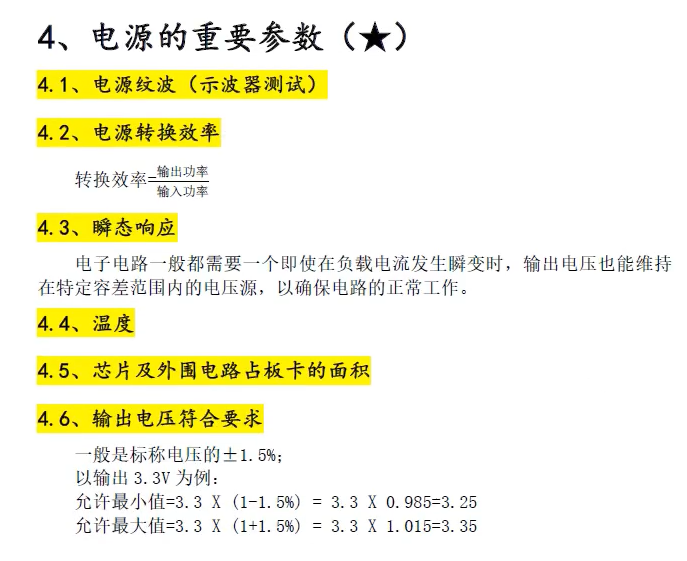 4、电源的重要参数（★）
4.1、电源纹波（示波器测试）
4.2、电源转换效率
转换效率=输出功率/输入功率
4.3、瞬态响应
电子电路一般都需要一个即使在负载电流发生瞬变时，输出电压也能维持
在特定容差范围内的电压源，以确保电路的正常工作。
4.4、温度
4.5、芯片及外围电路占板卡的面积
4.6、输出电压符合要求
一般是标称电压的±1.5%；
以输出 3.3V 为例：
允许最小值=3.3 X (1-1.5%) = 3.3 X 0.985=3.25
允许最大值=3.3 X (1+1.5%) = 3.3 X 1.015=3.35